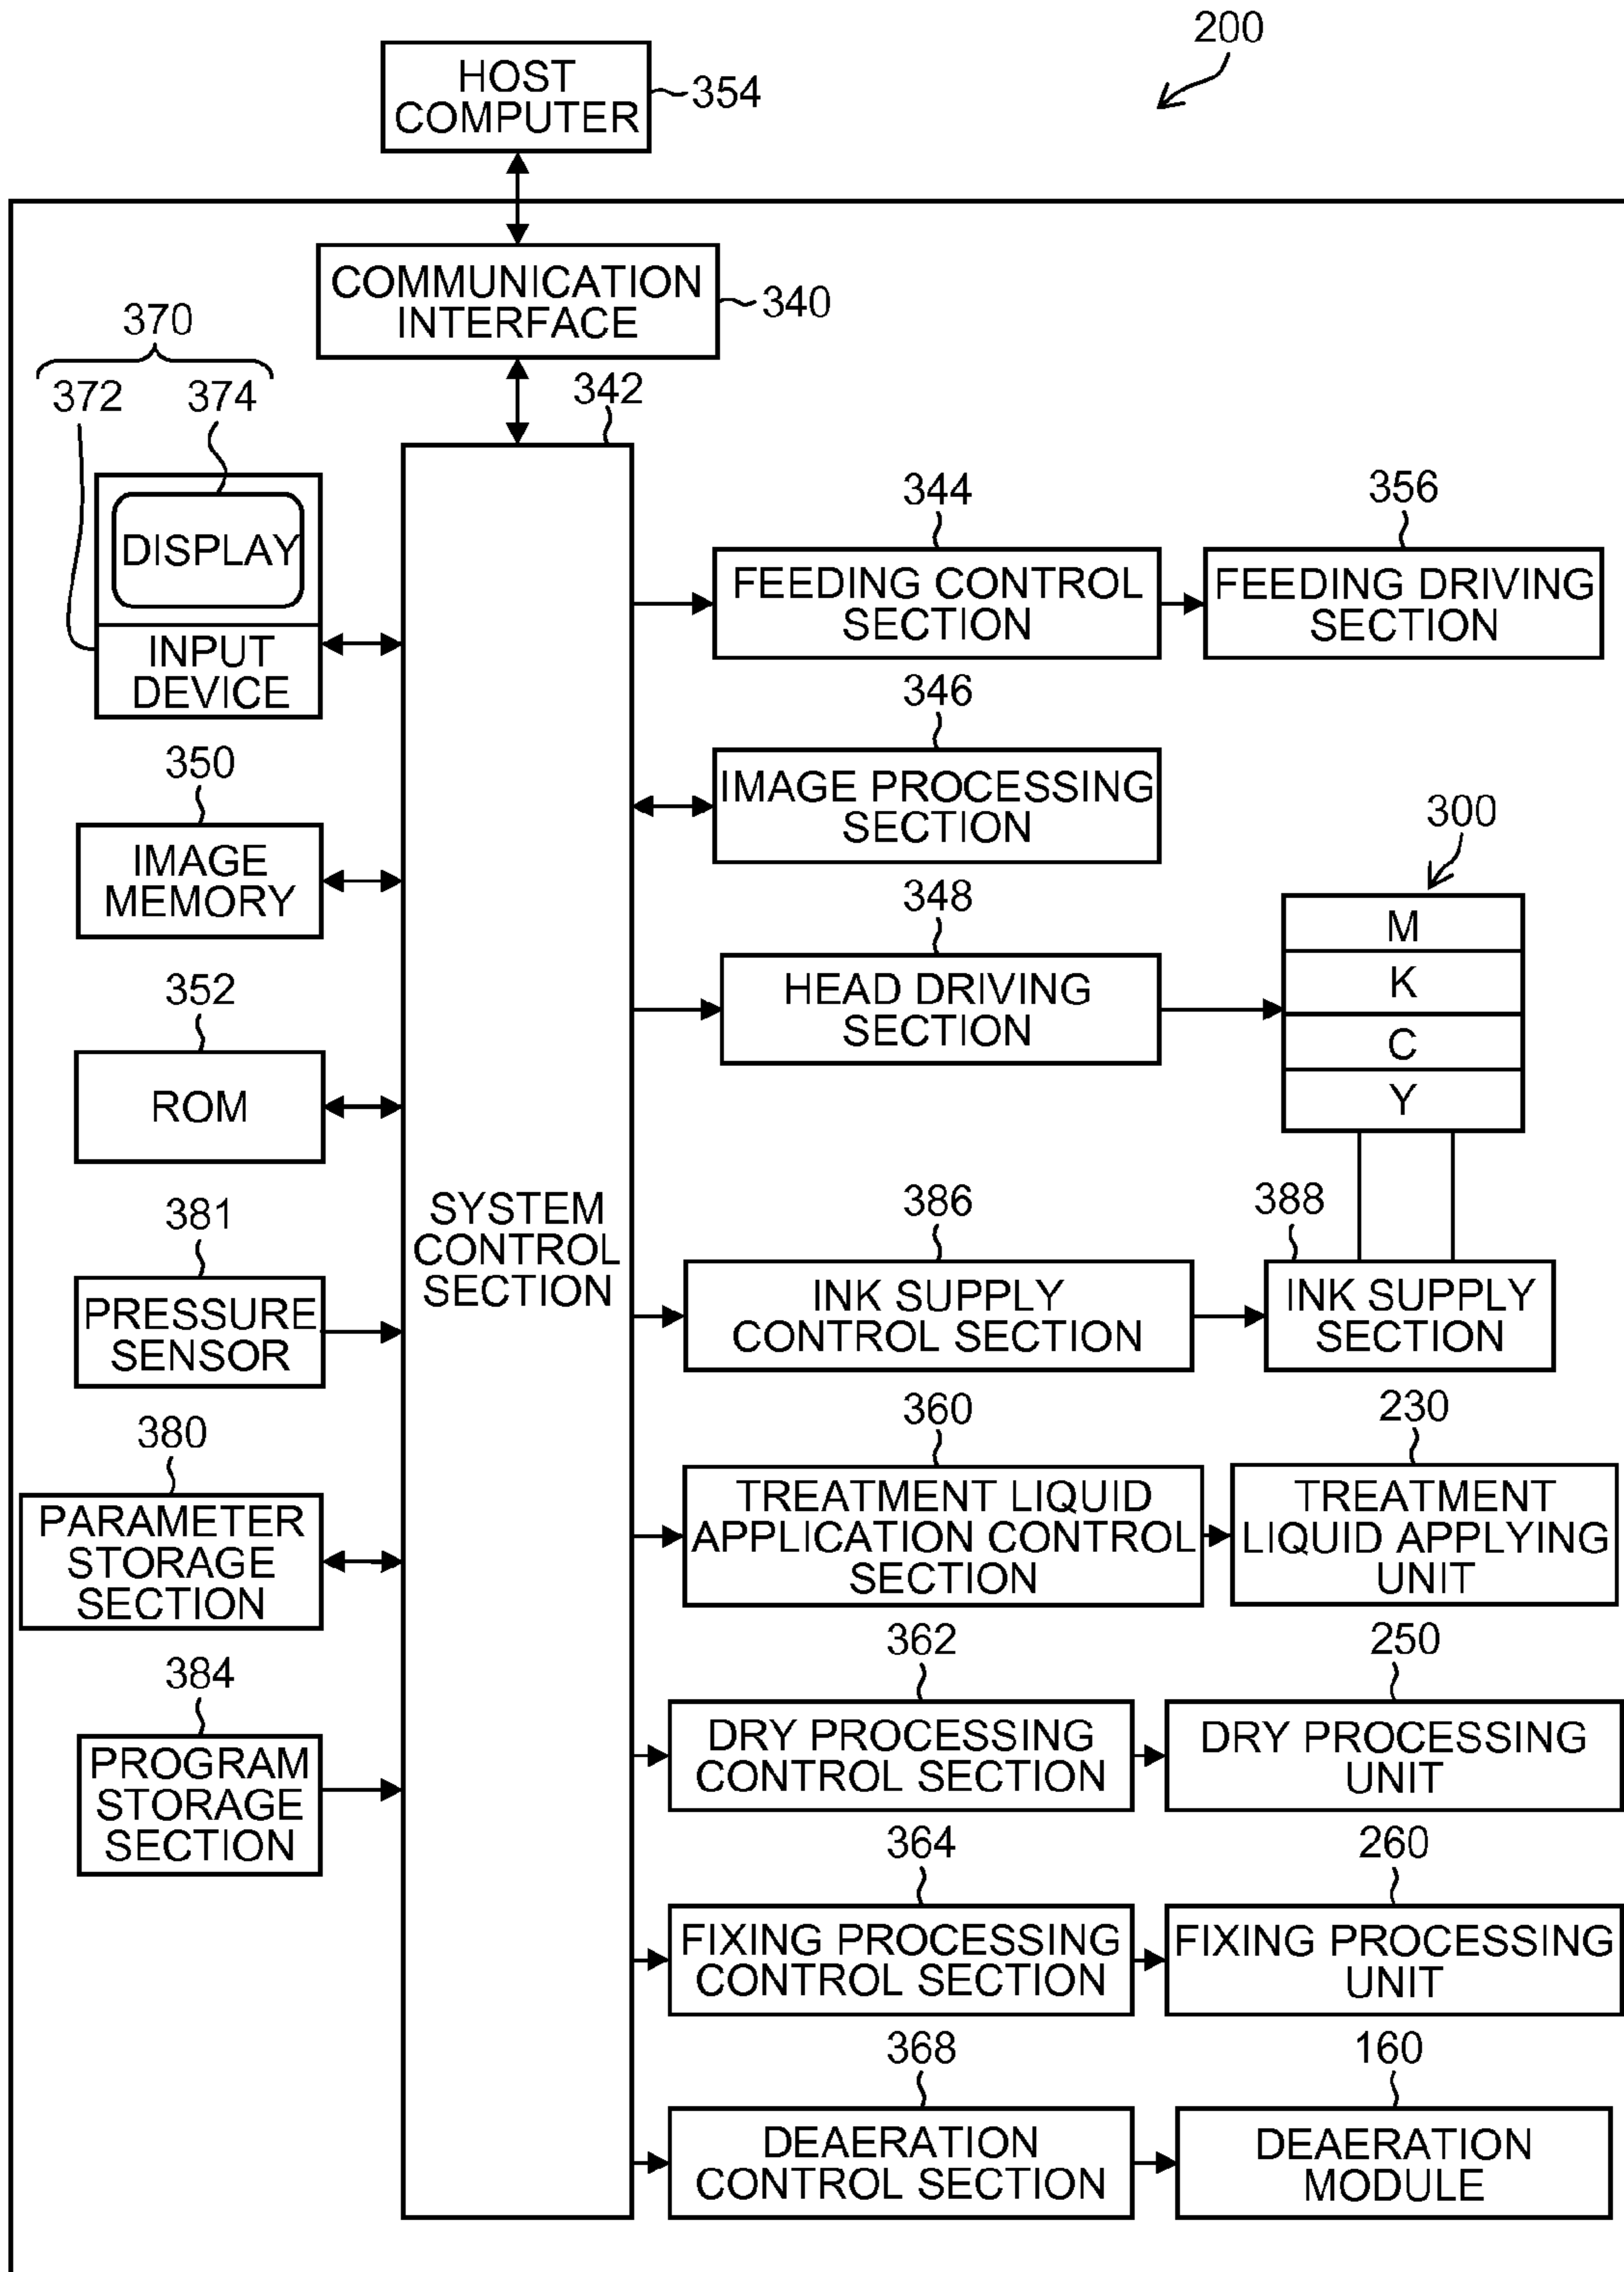 200
HOST
COMPUTER
354
COMMUNICATION
INTERFACE
340
370
372
374
342
DISPLAY
INPUT
DEVICE
344
FEEDING CONTROL
SECTION
356
FEEDING DRIVING
SECTION
346
IMAGE PROCESSING
SECTION
350
IMAGE
MEMORY
348
HEAD DRIVING
SECTION
300
M
K
C
Y
352
ROM
SYSTEM
CONTROL
SECTION
381
PRESSURE
SENSOR
386
INK SUPPLY
CONTROL SECTION
388
INK SUPPLY
SECTION
380
PARAMETER
STORAGE
SECTION
360
TREATMENT LIQUID
APPLICATION CONTROL
SECTION
230
TREATMENT
LIQUID APPLYING
UNIT
384
PROGRAM
STORAGE
SECTION
362
DRY PROCESSING
CONTROL SECTION
250
DRY PROCESSING
UNIT
364
FIXING PROCESSING
CONTROL SECTION
260
FIXING PROCESSING
UNIT
368
DEAERATION
CONTROL SECTION
160
DEAERATION
MODULE